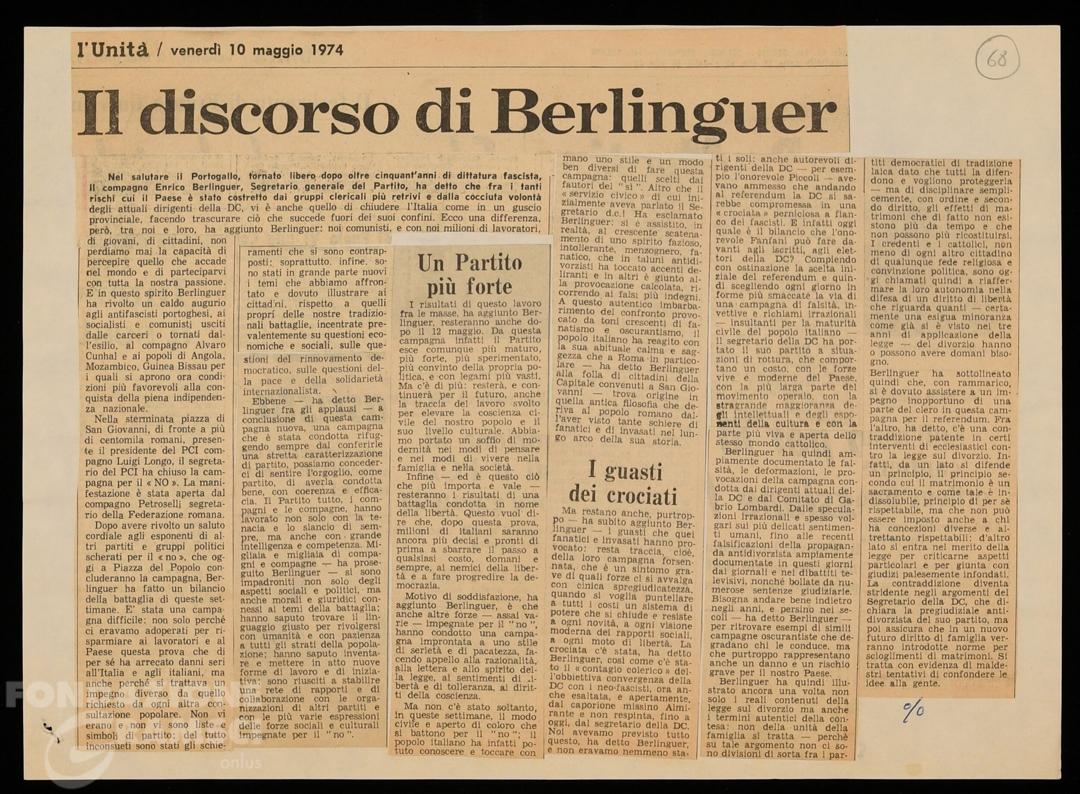 l'Unità / venerdì 10 maggio 1974
68
Il discorso di Berlinguer
Nel salutare il Portogallo, tornato libero dopo oltre cinquant'anni di dittatura fascista,
il compagno Enrico Berlinguer, Segretario generale del Partito, ha detto che fra i tanti
rischi cui il Paese è stato costretto dai gruppi clericali più retrivi e dalla cocciuta volontà
degli attuali dirigenti della DC, vi è anche quello di chiudere l'Italia come in un guscio
provinciale, facendo trascurare ciò che succede fuori dei suoi confini. Ecco una differenza,
però, tra noi e loro, ha aggiunto Berlinguer: noi comunisti, e con noi milioni di lavoratori,
di giovani, di cittadini, non
perdiamo mai la capacità di
percepire quello che accade
nel mondo e di parteciparvi
con tutta la nostra passione.
E in questo spirito Berlinguer
ha rivolto un caldo augurio
agli antifascisti portoghesi, ai
socialisti e comunisti usciti
dalle carceri o tornati dal-
l'esilio, al compagno Alvaro
Cunhal e ai popoli di Angola,
Mozambico, Guinea Bissau per
i quali si aprono ora condi-
zioni più favorevoli alla con-
quista della piena indipenden-
za nazionale.
Nella sterminata piazza di
San Giovanni, di fronte a più
di centomila romani, presen-
te il presidente del PCI com-
pagno Luigi Longo, il segreta-
rio del PCI ha chiuso la cam-
pagna per il « NO ». La mani-
festazione è stata aperta dal
compagno Petroselli segreta-
rio della Federazione romana.
Dopo avere rivolto un saluto
cordiale agli esponenti di al-
tri partiti e gruppi politici
schierati per il « no », che og-
gi a Piazza del Popolo con-
cluderanno la campagna, Ber-
linguer ha fatto un bilancio
della battaglia di queste set-
timane. E' stata una campa-
gna difficile: non solo perché
ci eravamo adoperati per ri-
sparmiare ai lavoratori e al
Paese questa prova che di
per sé ha arrecato danni seri
all'Italia e agli italiani, ma
anche perché si trattava un
impegno diverso da quello
richiesto da ogni altra con-
sultazione popolare. Non vi
erano e non vi sono liste e
simboli di partito: del tutto
inconsueti sono stati gli schie-
ramenti che si sono contrap-
posti; soprattutto, infine, so-
no stati in grande parte nuovi
i temi che abbiamo affron-
tato e dovuto illustrare ai
cittadini, rispetto a quelli
propri delle nostre tradizio-
nali battaglie, incentrate pre-
valentemente su questioni eco-
nomiche e sociali, sulle que-
stioni del rinnovamento de-
mocratico, sulle questioni del-
la pace e della solidarietà
internazionalista.
Ebbene — ha detto Ber-
linguer fra gli applausi — a
conclusione di questa cam-
pagna nuova, una campagna
che è stata condotta rifug-
gendo sempre dal conferirle
una stretta caratterizzazione
di partito, possiamo conceder-
ci di sentire l'orgoglio, come
partito, di averla condotta
bene, con coerenza e effica-
cia. Il Partito tutto, i com-
pagni e le compagne, hanno
lavorato non solo con la te-
nacia e lo slancio di sem-
pre, ma anche con grande
intelligenza e competenza. Mi-
gliaia e migliaia di compa-
gni e compagne — ha prose-
guito Berlinguer — si sono
impadroniti non solo degli
aspetti sociali e politici, ma
anche morali e giuridici con-
nessi ai temi della battaglia;
hanno saputo trovare il lin-
guaggio giusto per rivolgersi
con umanità e con pazienza
a tutti gli strati della popola-
zione; hanno saputo inventa-
re e mettere in atto nuove
forme di lavoro e di inizia-
tiva; sono riusciti a stabilire
una rete di rapporti e di
collaborazione con le orga-
nizzazioni di altri partiti e
con le più varie espressioni
delle forze sociali e culturali
impegnate per il "no".
Un Partito
più forte
I risultati di questo lavoro
fra le masse, ha aggiunto Ber-
linguer, resteranno anche do-
po il 12 maggio. Da questa
campagna infatti il Partito
esce comunque più maturo,
più forte, più sperimentato,
più convinto della propria po-
litica, e con legami più vasti.
Ma c'è di più: resterà, e con-
tinuerà per il futuro, anche
la traccia del lavoro svolto
per elevare la coscienza ci-
vile del nostro popolo e il
suo livello culturale. Abbia-
mo portato un soffio di mo-
dernità nei modi di pensare
e nei modi di vivere nella
famiglia e nella società.
Infine — ed è questo ciò
che più importa e vale —
resteranno i risultati di una
battaglia condotta in nome
della libertà. Questo vuol di-
re che, dopo questa prova,
milioni di italiani saranno
ancora più decisi e pronti di
prima a sbarrare il passo a
qualsiasi costo, domani e
sempre, ai nemici della liber-
tà e a fare progredire la de-
mocrazia.
Motivo di soddisfazione, ha
aggiunto Berlinguer, è che
anche altre forze — assai va-
rie — impegnate per il "no",
hanno condotto una cam-
pagna improntata a uno stile
di serietà e di pacatezza, fa-
cendo appello alla razionalità,
alla lettera e allo spirito del-
la legge, ai sentimenti di li-
bertà e di tolleranza, ai dirit-
ti della coscienza.
Ma non c'è stato soltanto,
in queste settimane, il modo
civile e aperto di coloro che
si battono per il "no"; il
popolo italiano ha infatti po-
tuto conoscere e toccare con
mano uno stile e un modo
ben diversi di fare questa
campagna: quelli scelti dai
fautori del "sì". Altro che il
« servizio civico » di cui ini-
zialmente aveva parlato il Se-
gretario d.c.! Ha esclamato
Berlinguer: si è assistito, in
realtà, al crescente scatena-
mento di uno spirito fazioso,
intollerante, menzognero, fa-
natico, che in taluni antidi-
vorzisti ha toccato accenti de-
liranti e in altri è giunto al-
la provocazione calcolata, ri-
correndo ai falsi più indegni.
A questo autentico imbarba-
rimento del confronto provo-
cato da toni crescenti di fa-
natismo e oscurantismo, il
popolo italiano ha reagito con
la sua abituale calma e sag-
gezza che a Roma in partico-
lare — ha detto Berlinguer
alla folla di cittadini della
Capitale convenuti a San Gio-
vanni — trova origine in
quella antica filosofia che de-
riva al popolo romano dal-
l'aver visto tante schiere di
fanatici e di invasati nel lun-
go arco della sua storia.
I guasti
dei crociati
Ma restano anche, purtrop-
po — ha subito aggiunto Ber-
linguer — i guasti che quei
fanatici e invasati hanno pro-
vocato: resta traccia, cioè,
della loro campagna forsen-
nata, che è un sintomo gra-
ve di quali forze ci si avvalga
con cinica spregiudicatezza,
quando si voglia puntellare
a tutti i costi un sistema di
potere che si chiude e resiste
a ogni novità, a ogni visione
moderna dei rapporti sociali,
a ogni moto di libertà. La
crociata c'è stata, ha detto
Berlinguer, così come c'è sta-
to il « contagio colerico » del-
l'obbiettiva convergenza della
DC con i neo-fascisti, ora an-
che esaltata, e apertamente,
dal caporione missino Almi-
rante e non respinta, fino a
oggi, dal segretario della DC.
Noi avevamo previsto tutto
questo, ha detto Berlinguer,
e non eravamo nemmeno sta-
ti i soli: anche autorevoli di-
rigenti della DC — per esem-
pio l'onorevole Piccoli — ave-
vano ammesso che andando
al referendum la DC si sa-
rebbe compromessa in una
« crociata » perniciosa a fian-
co dei fascisti. E infatti oggi
quale è il bilancio che l'ono-
revole Fanfani può fare da-
vanti agli iscritti, agli elet-
tori della DC? Compiendo
con ostinazione la scelta ini-
ziale del referendum e quin-
di scegliendo ogni giorno in
forme più smaccate la via di
una campagna di falsità, in-
vettive e richiami irrazionali
— insultanti per la maturità
civile del popolo italiano —
il segretario della DC ha por-
tato il suo partito a situazio-
ni di rottura, che compor-
tano un costo, con le forze
vive e moderne del Paese,
con la più larga parte del
movimento operaio, con la
stragrande maggioranza de-
gli intellettuali e degli espo-
nenti della cultura e con la
parte più viva e aperta dello
stesso mondo cattolico.
Berlinguer ha quindi am-
piamente documentato le fal-
sità, le deformazioni, le pro-
vocazioni della campagna con-
dotta dai dirigenti attuali del-
la DC e dal Comitato di Ga-
brio Lombardi. Dalle specula-
zioni irrazionali e spesso vol-
gari sui più delicati sentimen-
ti umani, fino alle recenti
falsificazioni della propagan-
da antidivorzista ampiamente
documentate in questi giorni
dai giornali e nei dibattiti te-
levisivi, nonché bollate da nu-
merose sentenze giudiziarie.
Bisogna andare bene indietro
negli anni, e persino nei se-
coli — ha detto Berlinguer —
per ritrovare esempi di simili
campagne oscurantiste che de-
gradano chi le conduce, ma
che purtroppo rappresentano
anche un danno e un rischio
grave per il nostro Paese.
Berlinguer ha quindi illu-
strato ancora una volta non
solo i reali contenuti della
legge sul divorzio ma anche
i termini autentici della con-
tesa: non della unità della
famiglia si tratta — perché
su tale argomento non ci so-
no divisioni di sorta fra i par-
titi democratici di tradizione
laica dato che tutti la difen-
dono e vogliono proteggerla
— ma di disciplinare sempli-
cemente, con ordine e secon-
do diritto, gli effetti di ma-
trimoni che di fatto non esi-
stono più da tempo e che
non possono più ricostituirsi.
I credenti e i cattolici, non
meno di ogni altro cittadino
di qualunque fede religiosa e
convinzione politica, sono og-
gi chiamati quindi a riaffer-
mare la loro autonomia nella
difesa di un diritto di libertà
che riguarda quanti — certa-
mente una esigua minoranza
come già si è visto nei tre
anni di applicazione della
legge — del divorzio hanno
o possono avere domani biso-
gno.
Berlinguer ha sottolineato
quindi che, con rammarico,
si è dovuto assistere a un im-
pegno inopportuno di una
parte del clero in questa cam-
pagna per il referendum. Fra
l'altro, ha detto, c'è una con-
traddizione patente in certi
interventi di ecclesiastici con-
tro la legge sul divorzio. In-
fatti, da un lato si difende
un principio, il principio se-
condo cui il matrimonio è un
sacramento e come tale è in-
dissolubile, principio di per sé
rispettabile, ma che non può
essere imposto anche a chi
ha concezioni diverse e al-
trettanto rispettabili; d'altro
lato si entra nel merito della
legge per criticarne aspetti
particolari e per giunta con
giudizi palesemente infondati.
La contraddizione diventa
stridente negli argomenti del
Segretario della DC, che di-
chiara la pregiudiziale anti-
divorzista del suo partito, ma
poi assicura che in un nuovo
futuro diritto di famiglia ver-
ranno introdotte norme per
scioglimenti di matrimoni. Si
tratta con evidenza di malde-
stri tentativi di confondere le
idee alla gente.
%
FONDAZIONE
onlus